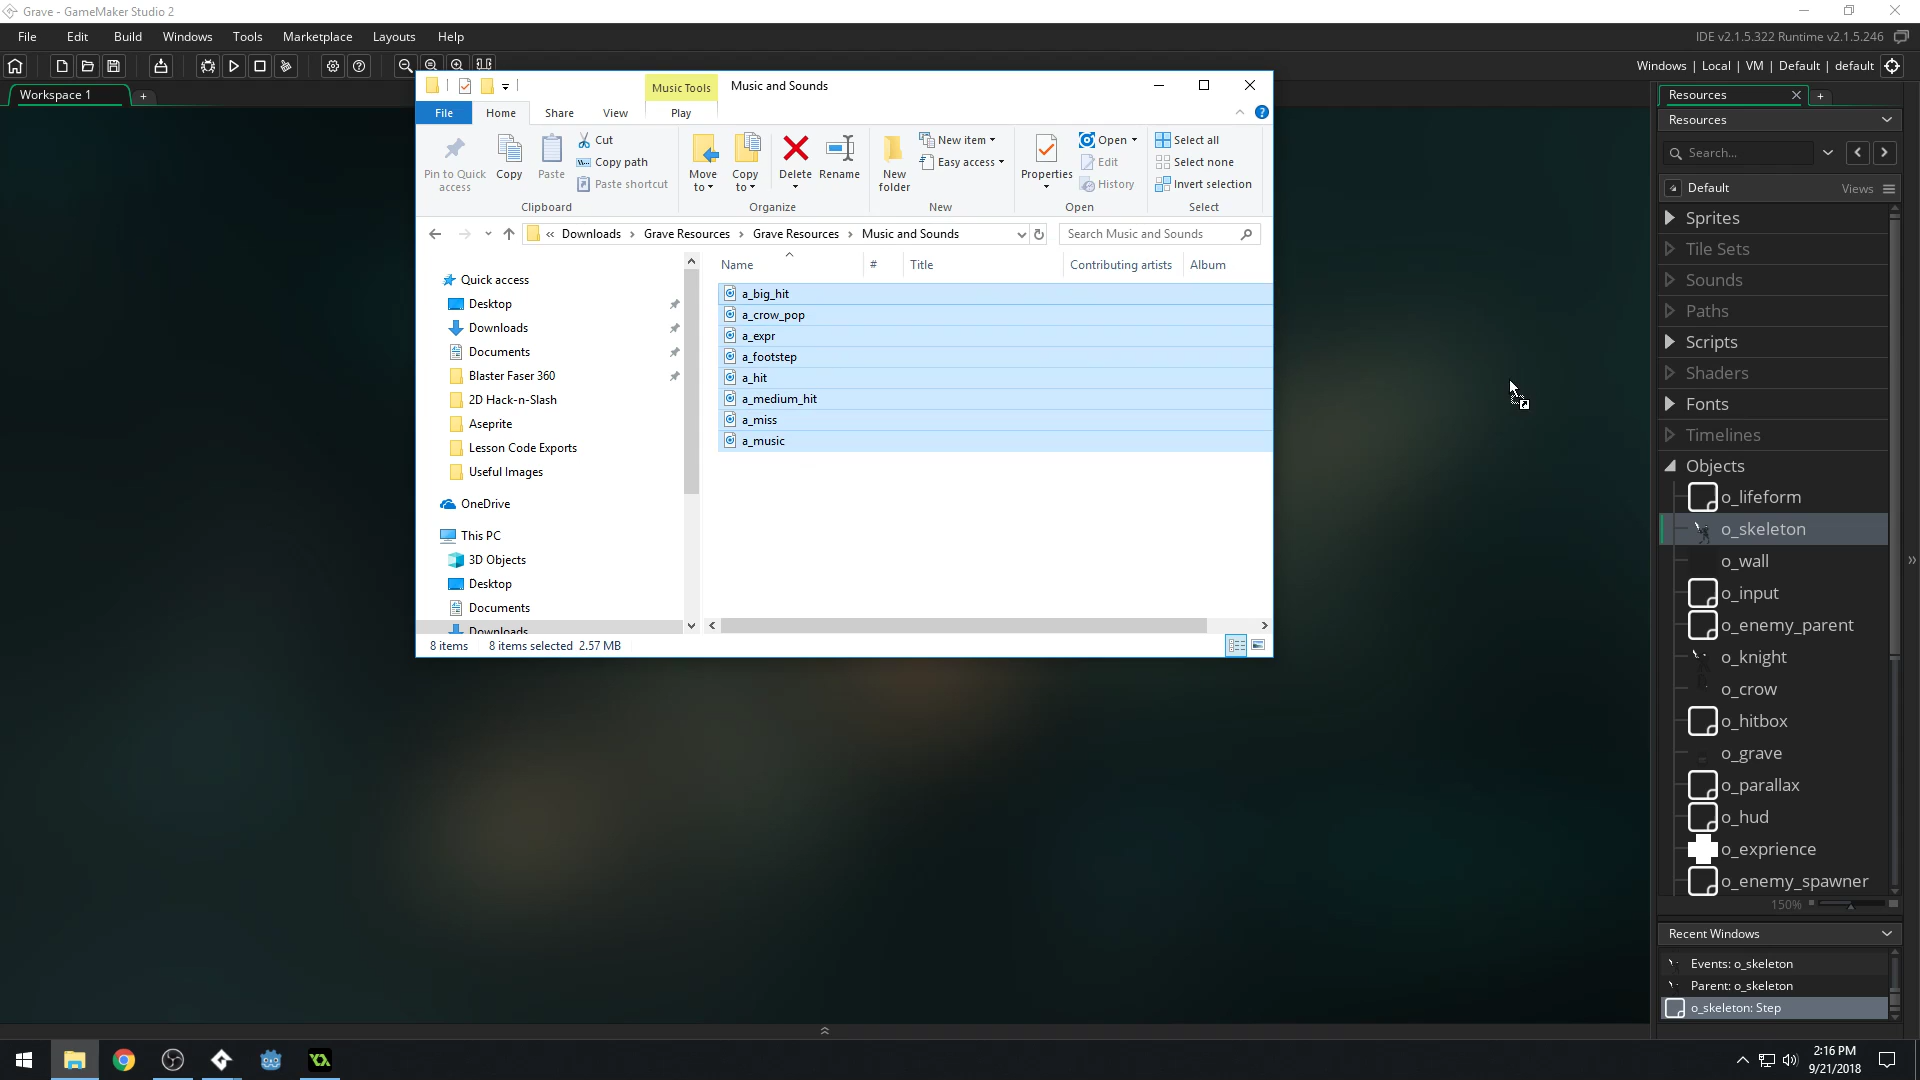 Grave - GameMaker Studio 2
File Edit Build Windows Tools Marketplace Layouts Help
IDE v2.1.5.322 Runtime v2.1.5.246
Windows | Local | VM | Default | default
Workspace 1
Music Tools
Music and Sounds
File Home Share View Play
Pin to Quick access
Copy
Paste
Cut
Copy path
Paste shortcut
Clipboard
Move to
Copy to
Delete
Rename
Organize
New folder
New item
Easy access
New
Properties
Open
Edit
History
Open
Select all
Select none
Invert selection
Select
« Downloads › Grave Resources › Grave Resources › Music and Sounds
Search Music and Sounds
Quick access
Desktop
Downloads
Documents
Blaster Faser 360
2D Hack-n-Slash
Aseprite
Lesson Code Exports
Useful Images
OneDrive
This PC
3D Objects
Desktop
Documents
Downloads
Name # Title Contributing artists Album
a_big_hit
a_crow_pop
a_expr
a_footstep
a_hit
a_medium_hit
a_miss
a_music
8 items 8 items selected 2.57 MB
Resources
Resources
Search...
Default Views
Sprites
Tile Sets
Sounds
Paths
Scripts
Shaders
Fonts
Timelines
Objects
o_lifeform
o_skeleton
o_wall
o_input
o_enemy_parent
o_knight
o_crow
o_hitbox
o_grave
o_parallax
o_hud
o_exprience
o_enemy_spawner
150%
Recent Windows
Events: o_skeleton
Parent: o_skeleton
o_skeleton: Step
2:16 PM
9/21/2018